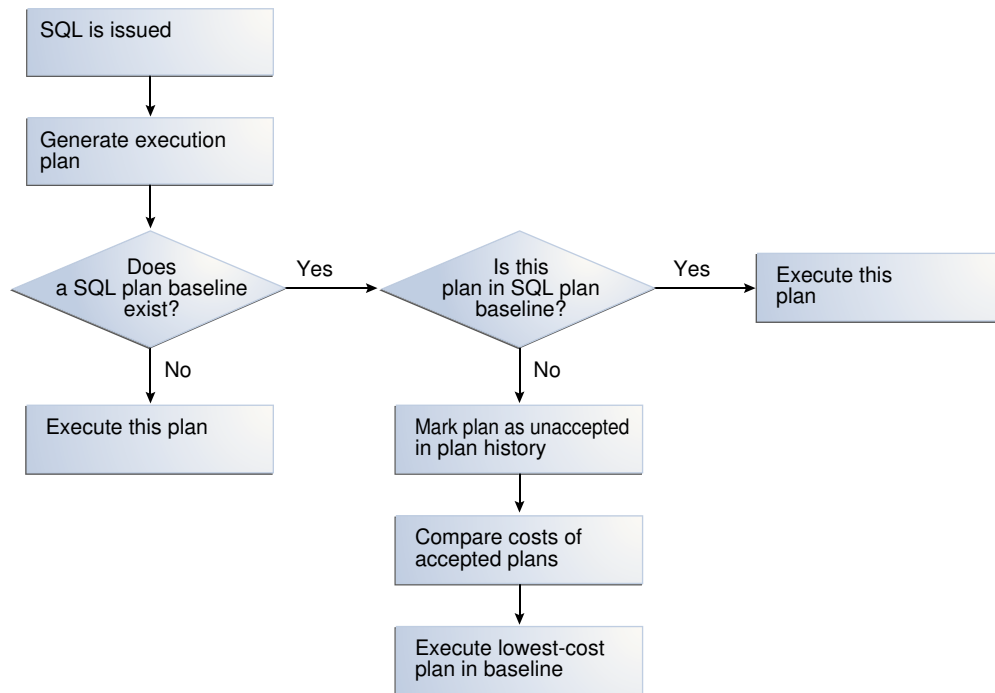 SQL is issued
Generate execution
plan
Does
a SQL plan baseline
exist?
Yes
Is this
plan in SQL plan
baseline?
Yes
Execute this
plan
No
No
Execute this plan
Mark plan as unaccepted
in plan history
Compare costs of
accepted plans
Execute lowest-cost
plan in baseline